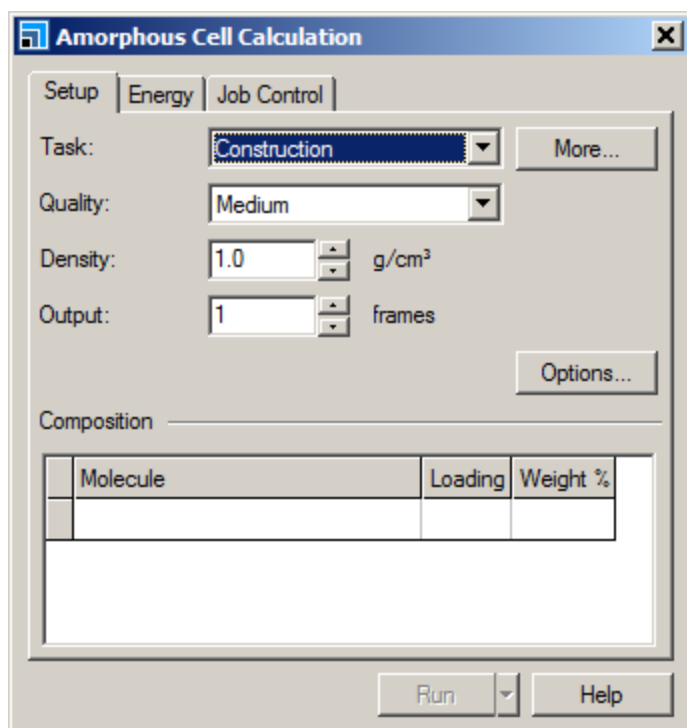 Amorphous Cell Calculation
Setup Energy Job Control
Task: Construction More...
Quality: Medium
Density: 1.0 g/cm³
Output: 1 frames
Options...
Composition
Molecule Loading Weight %
Run Help